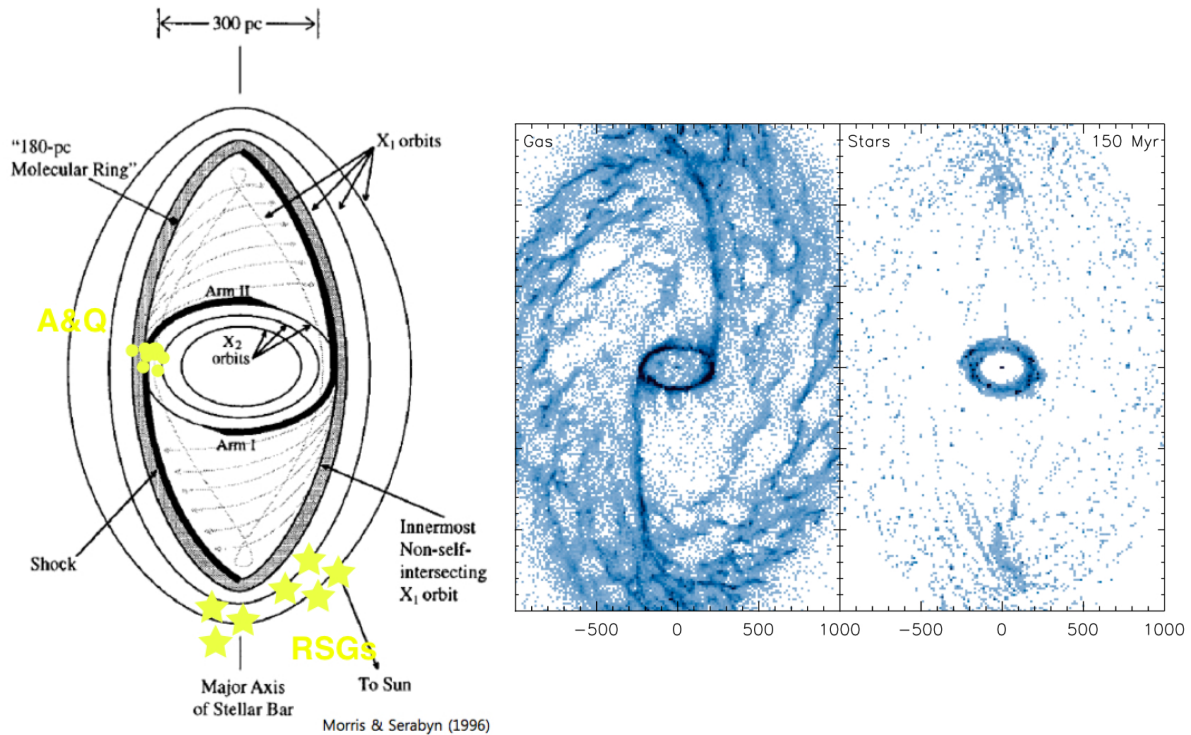 300 pc
"180-pc
Molecular Ring"
X1 orbits
A&Q
Arm II
X2
orbits
Arm I
Shock
Innermost
Non-self-
intersecting
X1 orbit
RSGs
To Sun
Major Axis
of Stellar Bar
Morris & Serabyn (1996)
Gas
Stars
150 Myr
-500 0 500 1000
-500 0 500 1000